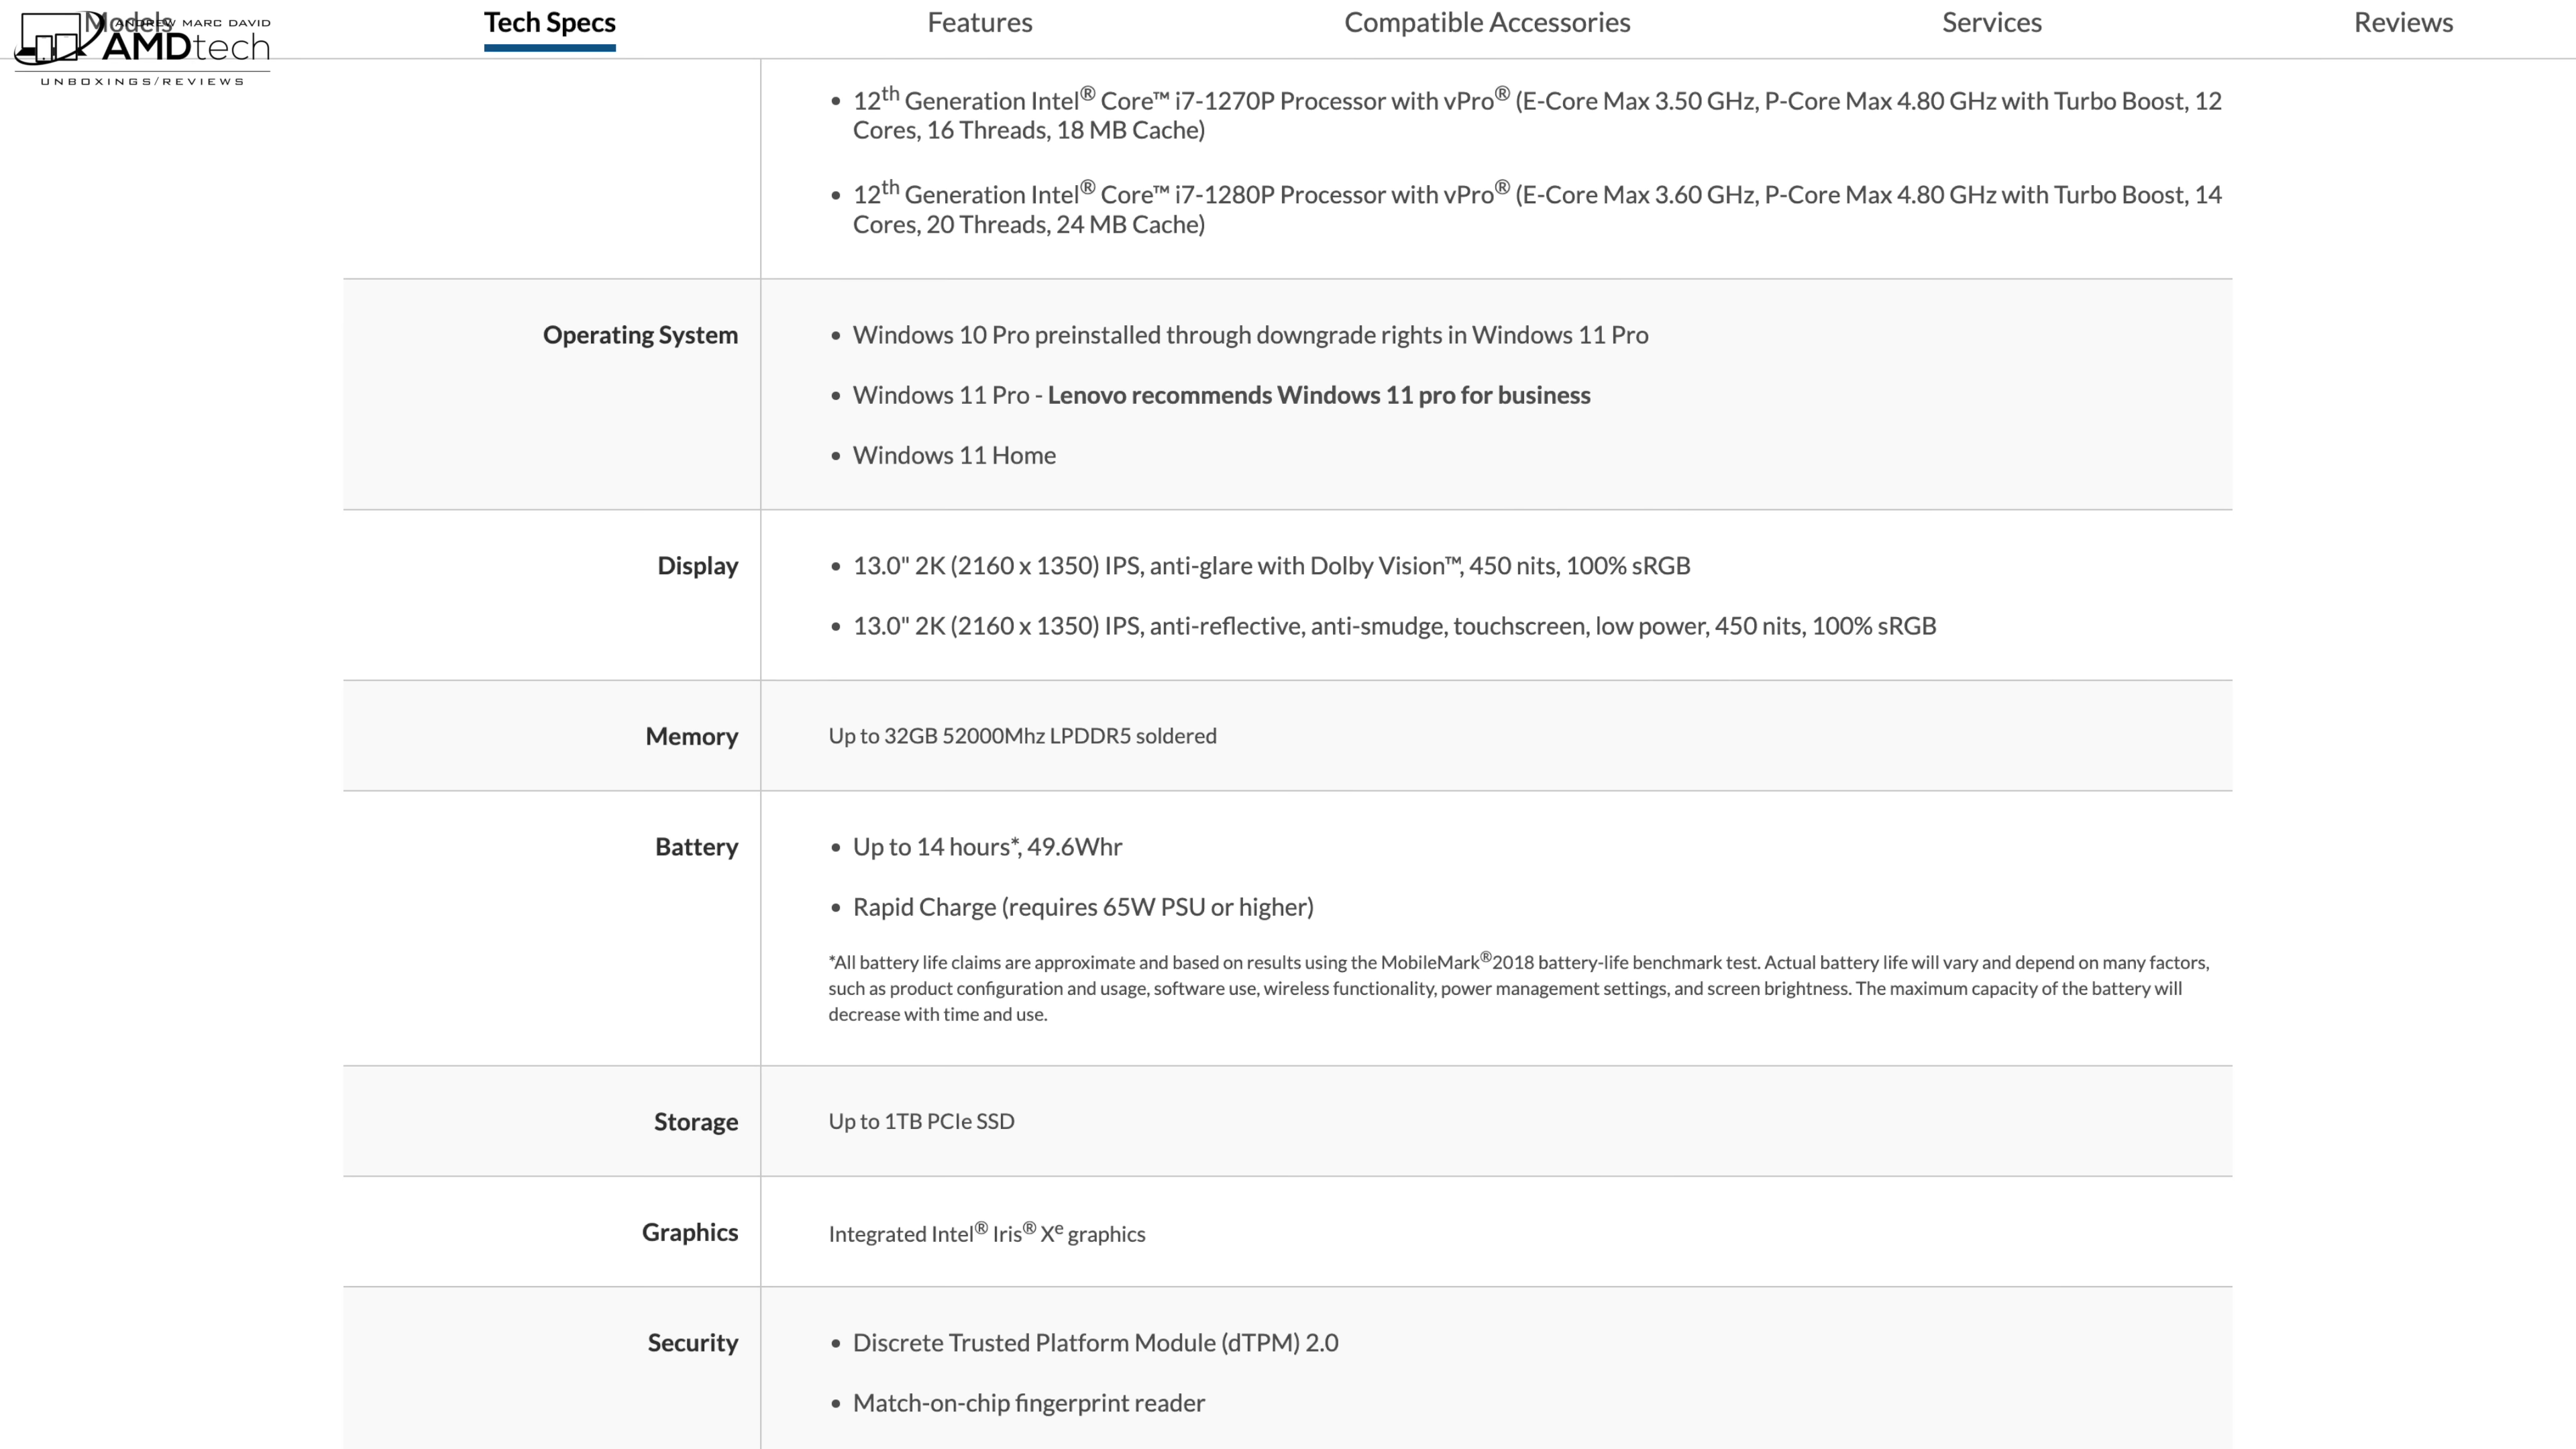 Models
Tech Specs
Features
Compatible Accessories
Services
Reviews
ANDREW MARC DAVID
AMDtech
UNBOXINGS/REVIEWS
• 12th Generation Intel® Core™ i7-1270P Processor with vPro® (E-Core Max 3.50 GHz, P-Core Max 4.80 GHz with Turbo Boost, 12
Cores, 16 Threads, 18 MB Cache)
• 12th Generation Intel® Core™ i7-1280P Processor with vPro® (E-Core Max 3.60 GHz, P-Core Max 4.80 GHz with Turbo Boost, 14
Cores, 20 Threads, 24 MB Cache)
Operating System
• Windows 10 Pro preinstalled through downgrade rights in Windows 11 Pro
• Windows 11 Pro - Lenovo recommends Windows 11 pro for business
• Windows 11 Home
Display
• 13.0" 2K (2160 x 1350) IPS, anti-glare with Dolby Vision™, 450 nits, 100% sRGB
• 13.0" 2K (2160 x 1350) IPS, anti-reflective, anti-smudge, touchscreen, low power, 450 nits, 100% sRGB
Memory
Up to 32GB 52000Mhz LPDDR5 soldered
Battery
• Up to 14 hours*, 49.6Whr
• Rapid Charge (requires 65W PSU or higher)
*All battery life claims are approximate and based on results using the MobileMark®2018 battery-life benchmark test. Actual battery life will vary and depend on many factors,
such as product configuration and usage, software use, wireless functionality, power management settings, and screen brightness. The maximum capacity of the battery will
decrease with time and use.
Storage
Up to 1TB PCIe SSD
Graphics
Integrated Intel® Iris® Xe graphics
Security
• Discrete Trusted Platform Module (dTPM) 2.0
• Match-on-chip fingerprint reader